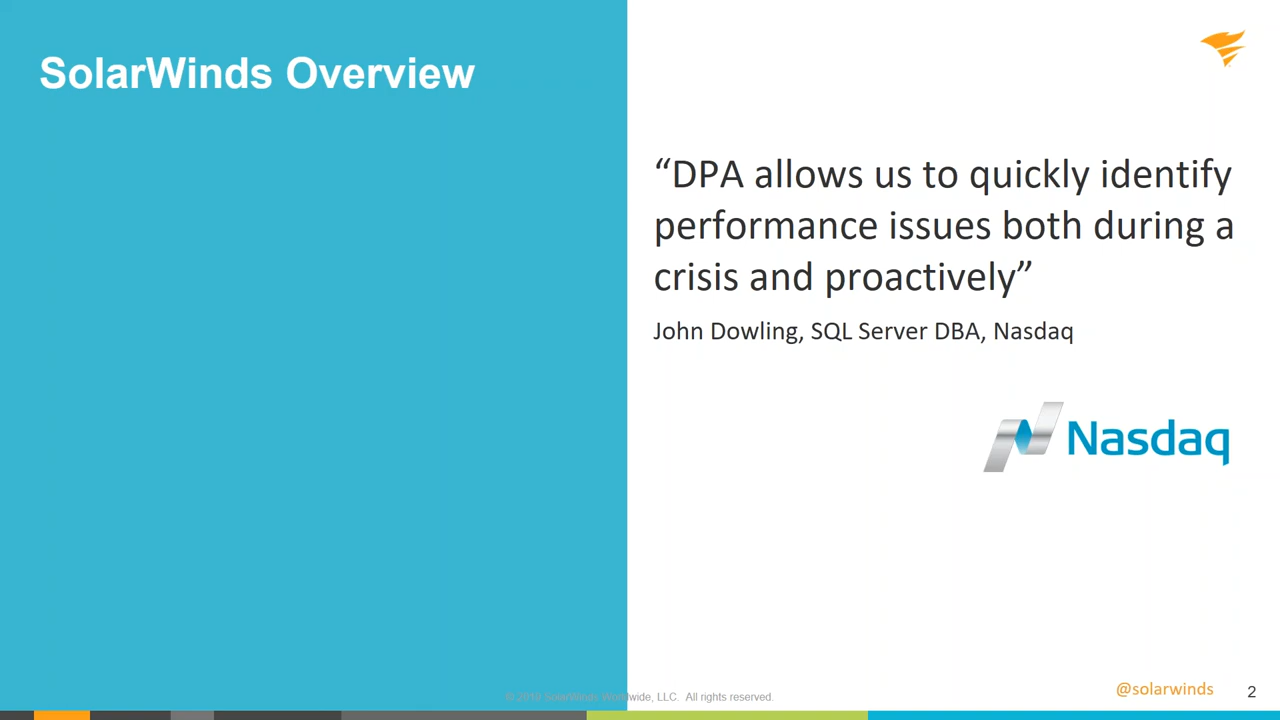 SolarWinds Overview
“DPA allows us to quickly identify
performance issues both during a
crisis and proactively”
John Dowling, SQL Server DBA, Nasdaq
Nasdaq
© SolarWinds Worldwide, LLC. All rights reserved.
@solarwinds
2